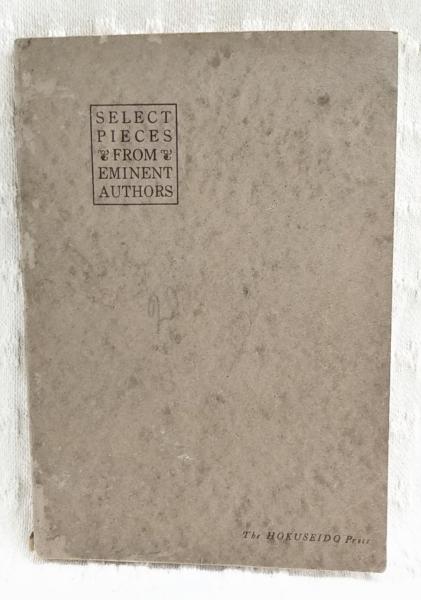 SELECT
PIECES
❦ FROM ❦
EMINENT
AUTHORS
The HOKUSEIDO Press